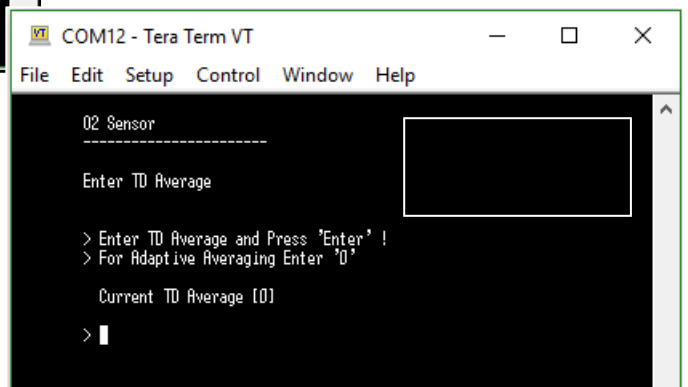 VT COM12 - Tera Term VT
File Edit Setup Control Window Help
O2 Sensor
-----------------------
Enter TD Average
> Enter TD Average and Press 'Enter' !
> For Adaptive Averaging Enter '0'
Current TD Average [0]
>